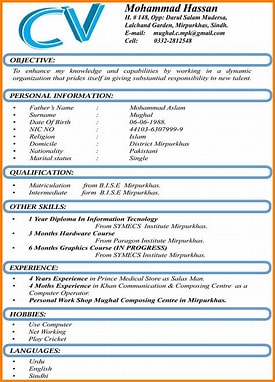 CV
Mohammad Hassan
H. # 148, Opp: Darul Salam Mudersa,
Lalchand Garden, Mirpurkhas, Sindh.
E-mail: mughal.c.mpl@gmail.com
Cell: 0332-2812548
OBJECTIVE:
To enhance my knowledge and capabilities by working in a dynamic
organization that prides itself in giving substantial responsibility to new talent.
PERSONAL INFORMATION:
• Father's Name : Mohammad Aslam
• Surname : Mughal
• Date Of Birth : 06-06-1988.
• NIC NO : 44103-6307999-9
• Religion : Islam
• Domicile : District Mirpurkhas
• Nationality : Pakistani
• Marital status : Single
QUALIFICATION:
• Matriculation from B.I.S.E Mirpurkhas.
• Intermediate form B.I.S.E Mirpurkhas.
OTHER SKILLS:
• 1 Year Diploma In Information Tecnology
From SYMECS Institute Mirpurkhas.
• 3 Months Hardware Course
From Paragon Institute Mirpurkhas.
• 6 Months Graphics Course (IN PROGRESS)
From SYMECS Institute Mirpurkhas.
EXPERIENCE:
• 4 Years Experience in Prince Medical Store as Salas Man.
• 4 Moths Experience in Khan Communication & Composing Centre as a
Computer Operator.
• Personal Work Shop Mughal Composing Centre in Mirpurkhas.
HOBBIES:
• Use Computer
• Net Working
• Play Cricket
LANGUAGES:
• Urdu
• English
• Sindhi